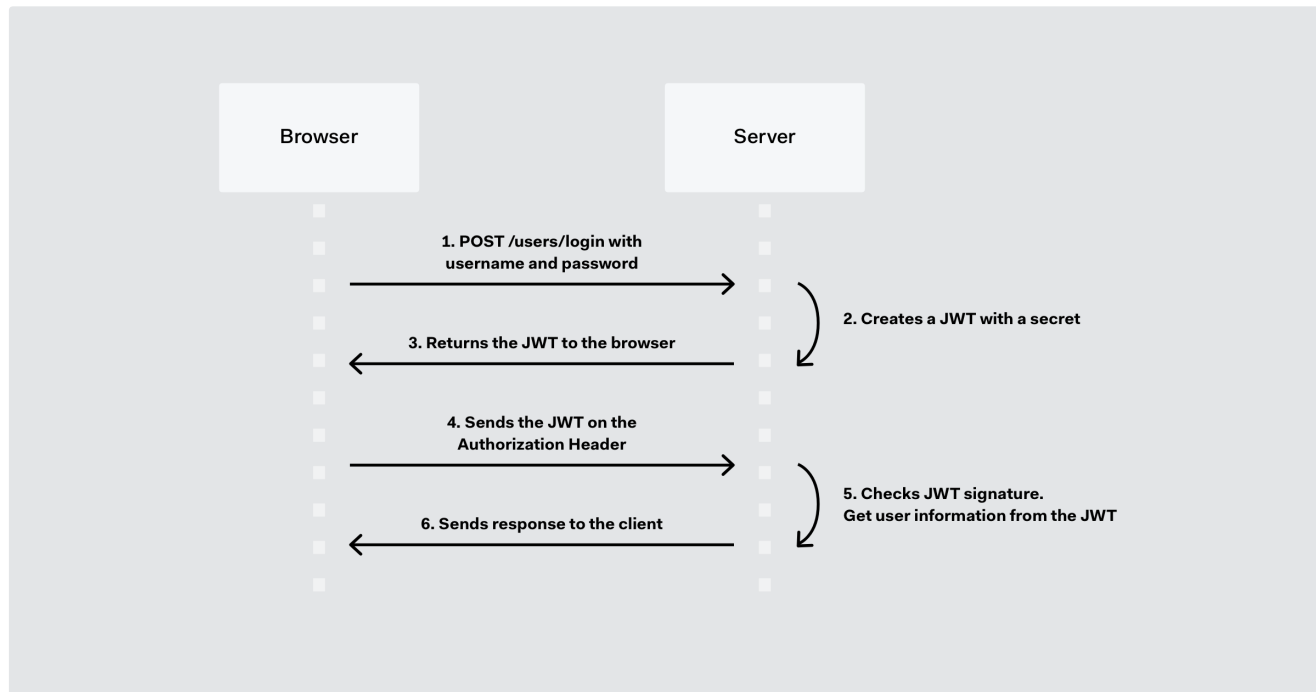 Browser
Server
1. POST /users/login with
username and password
2. Creates a JWT with a secret
3. Returns the JWT to the browser
4. Sends the JWT on the
Authorization Header
5. Checks JWT signature.
Get user information from the JWT
6. Sends response to the client